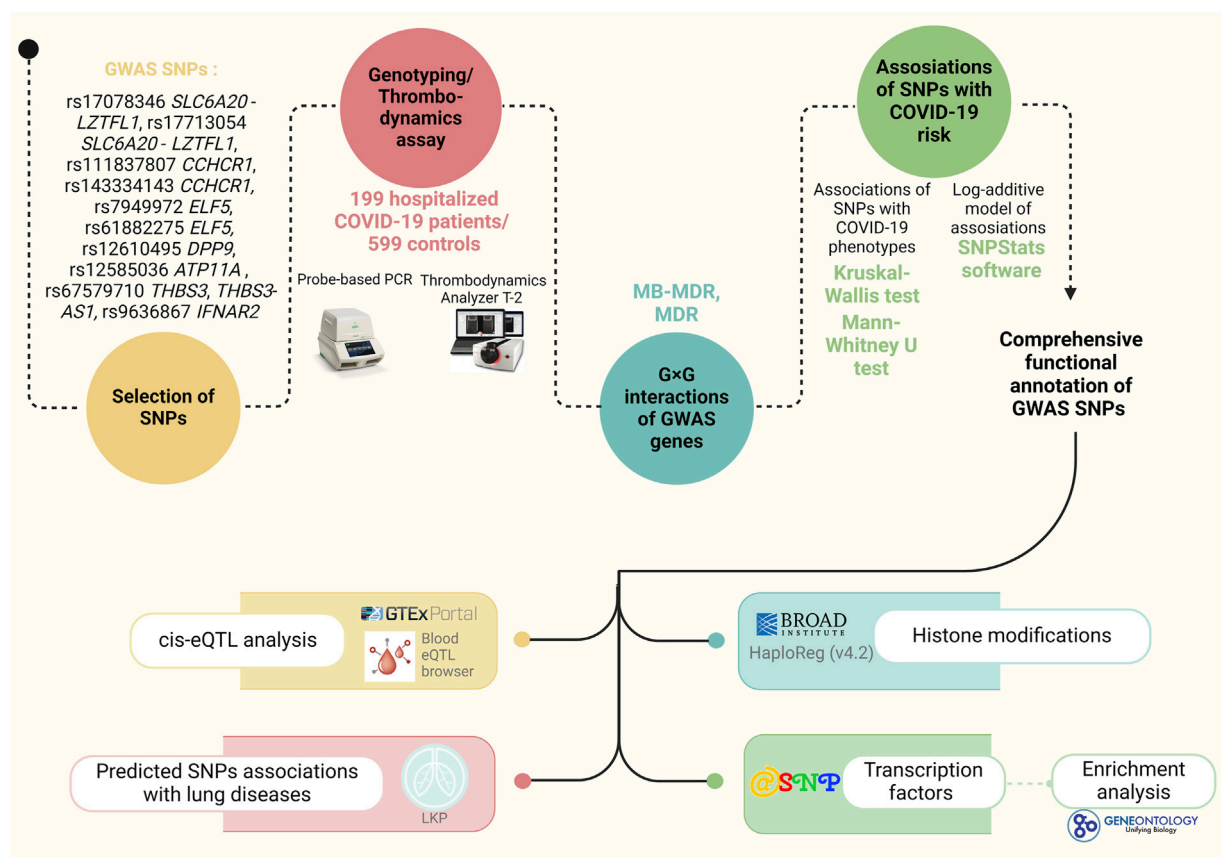 GWAS SNPs :
rs17078346 SLC6A20 -
LZTFL1, rs17713054
SLC6A20 - LZTFL1,
rs111837807 CCHCR1,
rs143334143 CCHCR1,
rs7949972 ELF5,
rs61882275 ELF5,
rs12610495 DPP9,
rs12585036 ATP11A ,
rs67579710 THBS3, THBS3-
AS1, rs9636867 IFNAR2
Selection of
SNPs
Genotyping/
Thrombo-
dynamics
assay
199 hospitalized
COVID-19 patients/
599 controls
Probe-based PCR
Thrombodynamics
Analyzer T-2
MB-MDR,
MDR
G×G
interactions
of GWAS
genes
Assosiations
of SNPs with
COVID-19
risk
Associations of
SNPs with
COVID-19
phenotypes
Kruskal-
Wallis test
Mann-
Whitney U
test
Log-additive
model of
assosiations
SNPStats
software
Comprehensive
functional
annotation of
GWAS SNPs
cis-eQTL analysis
GTEx Portal
Blood
eQTL
browser
BROAD
INSTITUTE
HaploReg (v4.2)
Histone modifications
Predicted SNPs associations
with lung diseases
LKP
@SNP
Transcription
factors
Enrichment
analysis
go
GENEONTOLOGY
Unifying Biology